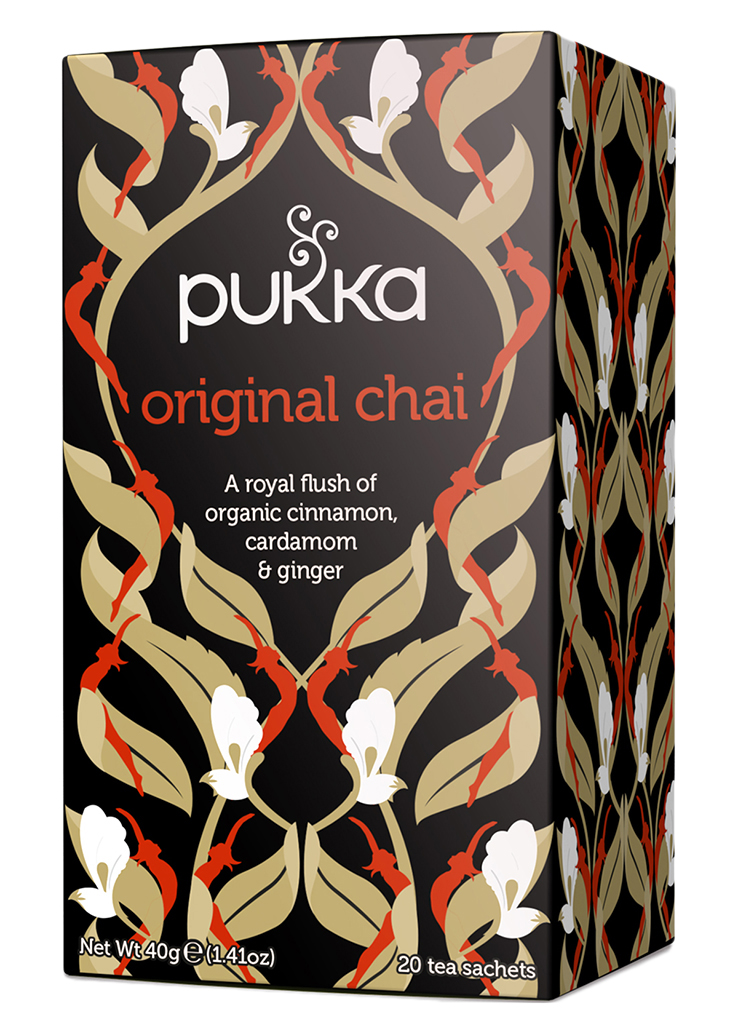 pukka
original chai
A royal flush of
organic cinnamon,
cardamom
& ginger
Net Wt 40g ℮ (1.41oz)
20 tea sachets